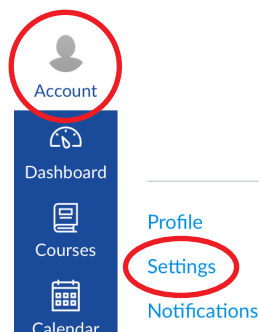 Account
Dashboard
Courses
Calendar
Profile
Settings
Notifications